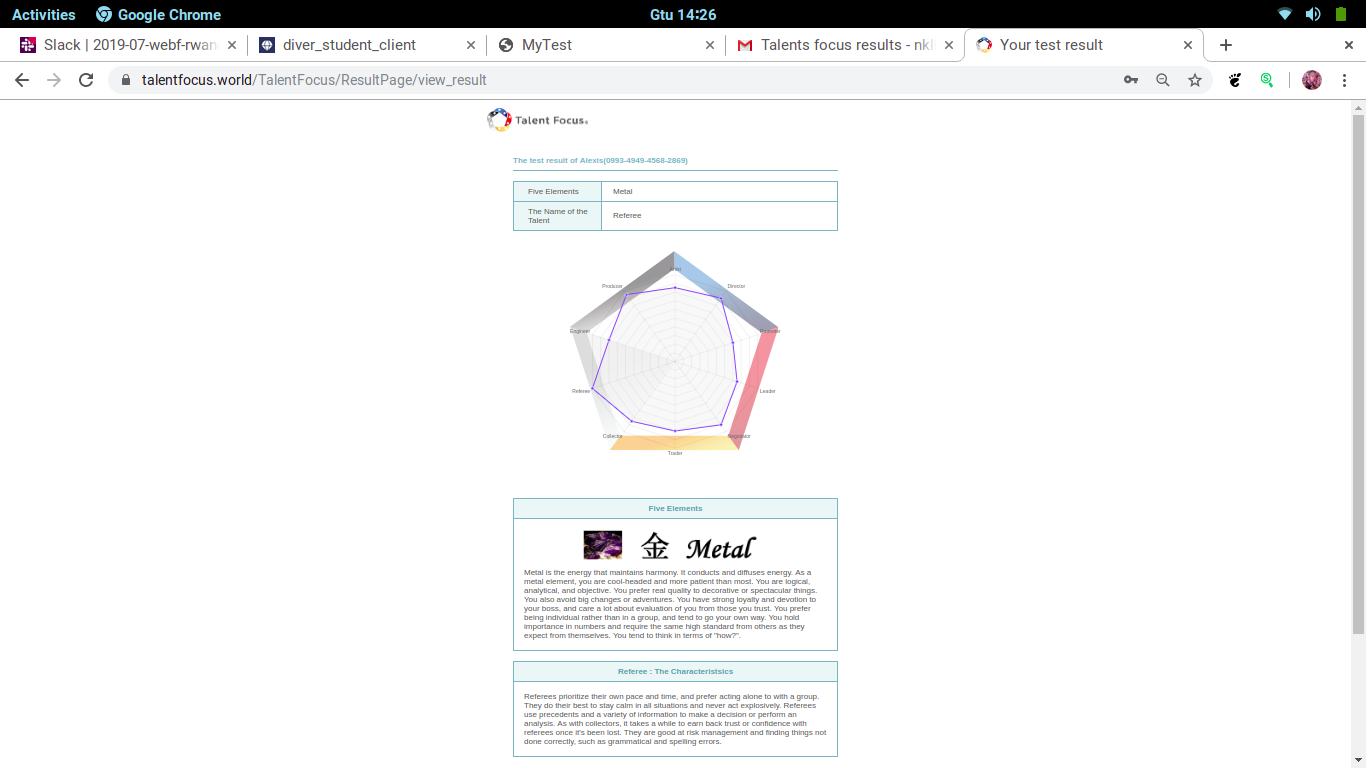 Activities Google Chrome Gtu 14:26
Slack | 2019-07-webf-rwan diver_student_client MyTest Talents focus results - nkl Your test result
talentfocus.world/TalentFocus/ResultPage/view_result
Talent Focus.
The test result of Alexis(0993-4949-4568-2869)
Five Elements Metal
The Name of the
Talent
Referee
Producer Director
Engineer Promoter
Referee Leader
Collector Negotiator
Trader
Five Elements
金 Metal
Metal is the energy that maintains harmony. It conducts and diffuses energy. As a
metal element, you are cool-headed and more patient than most. You are logical,
analytical, and objective. You prefer real quality to decorative or spectacular things.
You also avoid big changes or adventures. You have strong loyalty and devotion to
your boss, and care a lot about evaluation of you from those you trust. You prefer
being individual rather than in a group, and tend to go your own way. You hold
importance in numbers and require the same high standard from others as they
expect from themselves. You tend to think in terms of "how?".
Referee : The Characteristsics
Referees prioritize their own pace and time, and prefer acting alone to with a group.
They do their best to stay calm in all situations and never act explosively. Referees
use precedents and a variety of information to make a decision or perform an
analysis. As with collectors, it takes a while to earn back trust or confidence with
referees once it's been lost. They are good at risk management and finding things not
done correctly, such as grammatical and spelling errors.